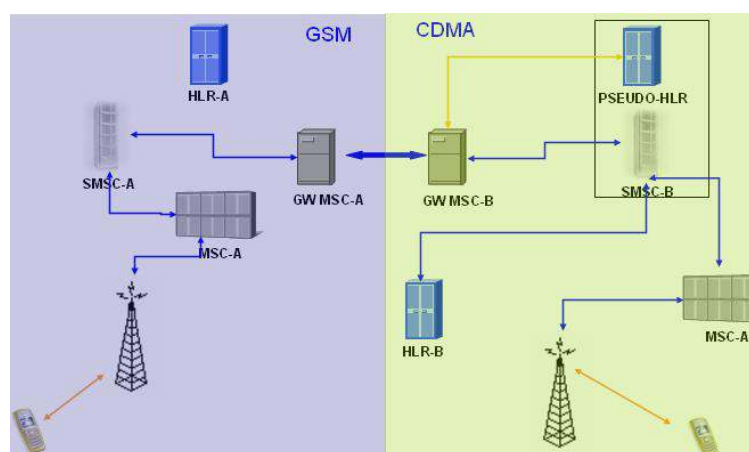 GSM
CDMA
HLR-A
PSEUDO-HLR
SMSC-A
GW MSC-A
GW MSC-B
SMSC-B
MSC-A
HLR-B
MSC-A